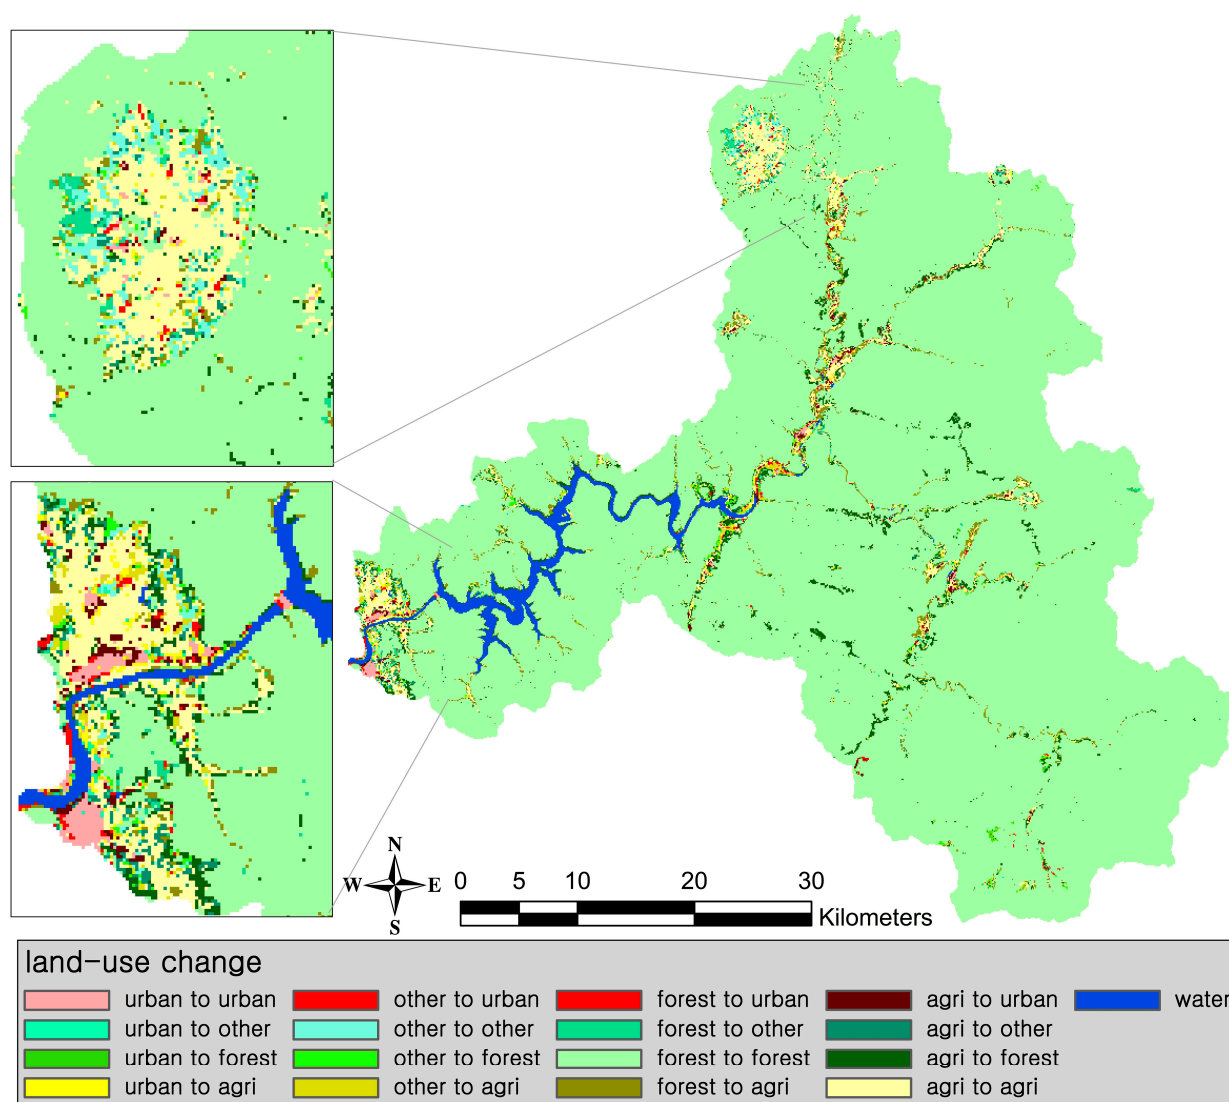 N
W E
S
0 5 10 20 30
Kilometers
land-use change
urban to urban other to urban forest to urban agri to urban water
urban to other other to other forest to other agri to other
urban to forest other to forest forest to forest agri to forest
urban to agri other to agri forest to agri agri to agri